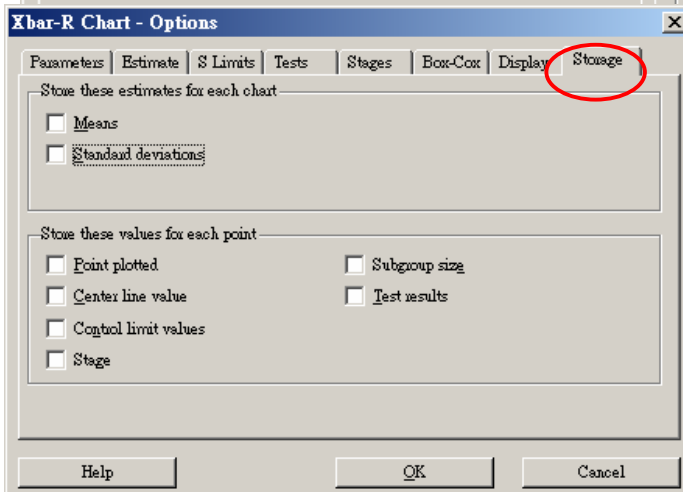 Xbar-R Chart - Options
Parameters Estimate S Limits Tests Stages Box-Cox Display Storage
Store these estimates for each chart
Means
Standard deviations
Store these values for each point
Point plotted Subgroup size
Center line value Test results
Control limit values
Stage
Help OK Cancel